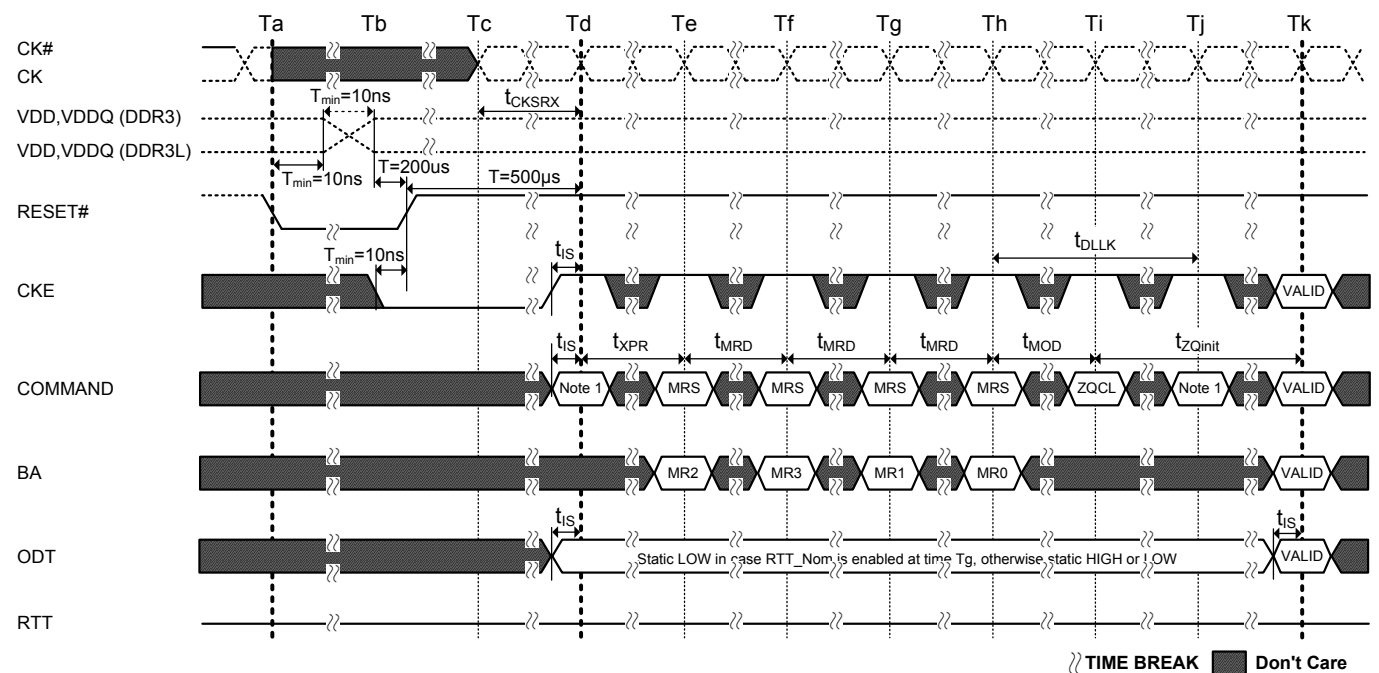 Ta Tb Tc Td Te Tf Tg Th Ti Tj Tk
CK#
CK
Tmin=10ns
tCKSRX
VDD,VDDQ (DDR3)
VDD,VDDQ (DDR3L)
Tmin=10ns
T=200us
T=500µs
RESET#
Tmin=10ns
tIS
tDLLK
CKE
VALID
tIS tXPR tMRD tMRD tMRD tMOD tZQinit
COMMAND
Note 1 MRS MRS MRS MRS ZQCL Note 1 VALID
BA
MR2 MR3 MR1 MR0 VALID
tIS
tIS
ODT
Static LOW in case RTT_Nom is enabled at time Tg, otherwise static HIGH or LOW
VALID
RTT
TIME BREAK
Don't Care